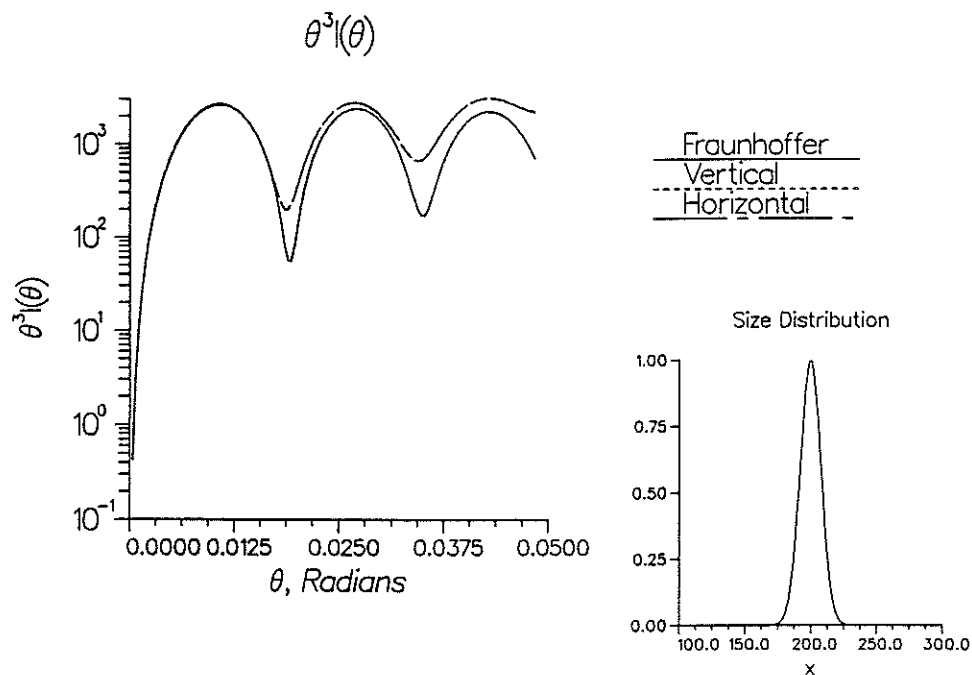 θ³I(θ)
θ³I(θ)
10³
10²
10¹
10⁰
10⁻¹
0.0000 0.0125 0.0250 0.0375 0.0500
θ, Radians
Fraunhoffer
Vertical
Horizontal
Size Distribution
1.00
0.75
0.50
0.25
0.00
100.0 150.0 200.0 250.0 300.0
x